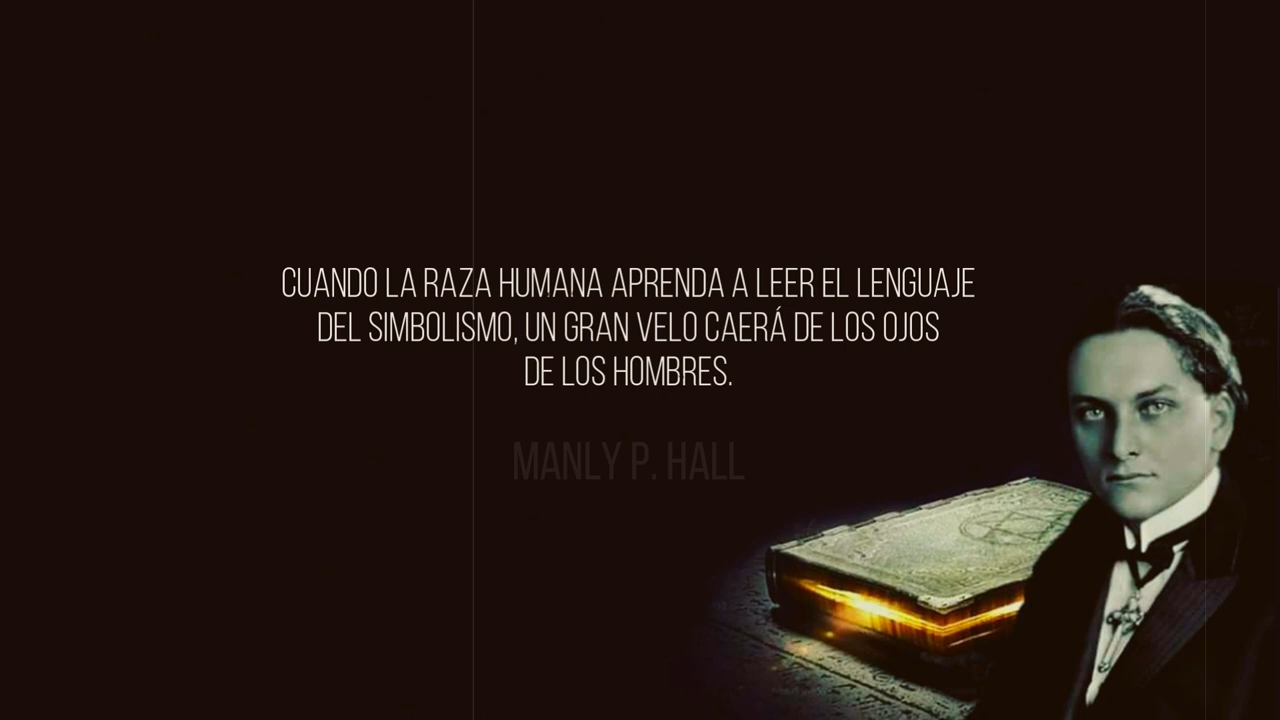 CUANDO LA RAZA HUMANA APRENDA A LEER EL LENGUAJE
DEL SIMBOLISMO, UN GRAN VELO CAERÁ DE LOS OJOS
DE LOS HOMBRES.
MANLY P. HALL